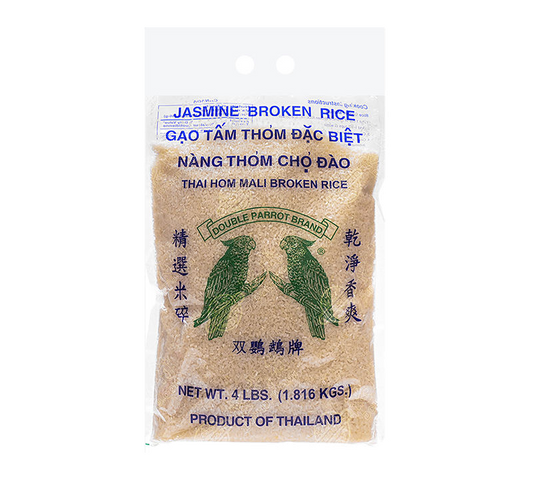 Cooking Instructions
JASMINE BROKEN RICE
GẠO TẤM THƠM ĐẶC BIỆT
NÀNG THƠM CHỢ ĐÀO
THAI HOM MALI BROKEN RICE
DOUBLE PARROT BRAND
®
精選米碎
乾淨香爽
双鸚鵡牌
NET WT. 4 LBS. (1.816 KGS.)
PRODUCT OF THAILAND